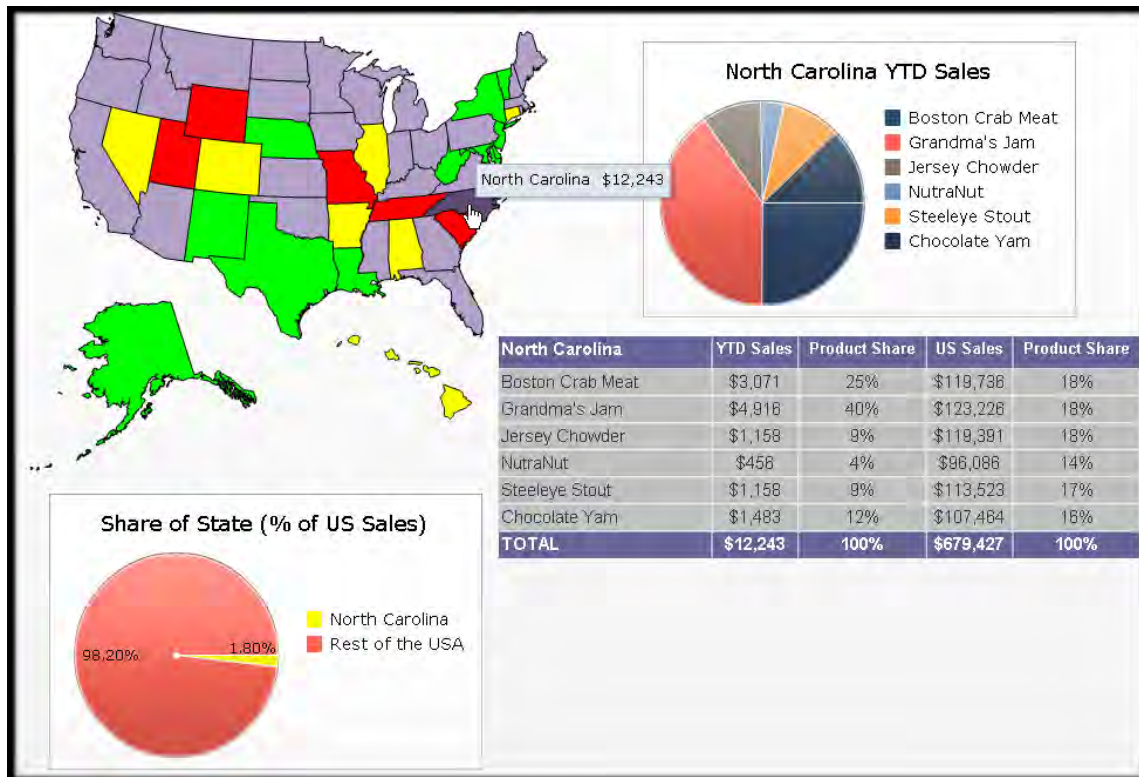 North Carolina $12,243
North Carolina YTD Sales
Boston Crab Meat
Grandma's Jam
Jersey Chowder
NutraNut
Steeleye Stout
Chocolate Yam
North Carolina YTD Sales Product Share US Sales Product Share
Boston Crab Meat $3,071 25% $119,736 18%
Grandma's Jam $4,916 40% $123,226 18%
Jersey Chowder $1,158 9% $119,391 18%
NutraNut $458 4% $96,086 14%
Steeleye Stout $1,158 9% $113,523 17%
Chocolate Yam $1,483 12% $107,464 16%
TOTAL $12,243 100% $679,427 100%
Share of State (% of US Sales)
North Carolina
Rest of the USA
98.20%
1.80%